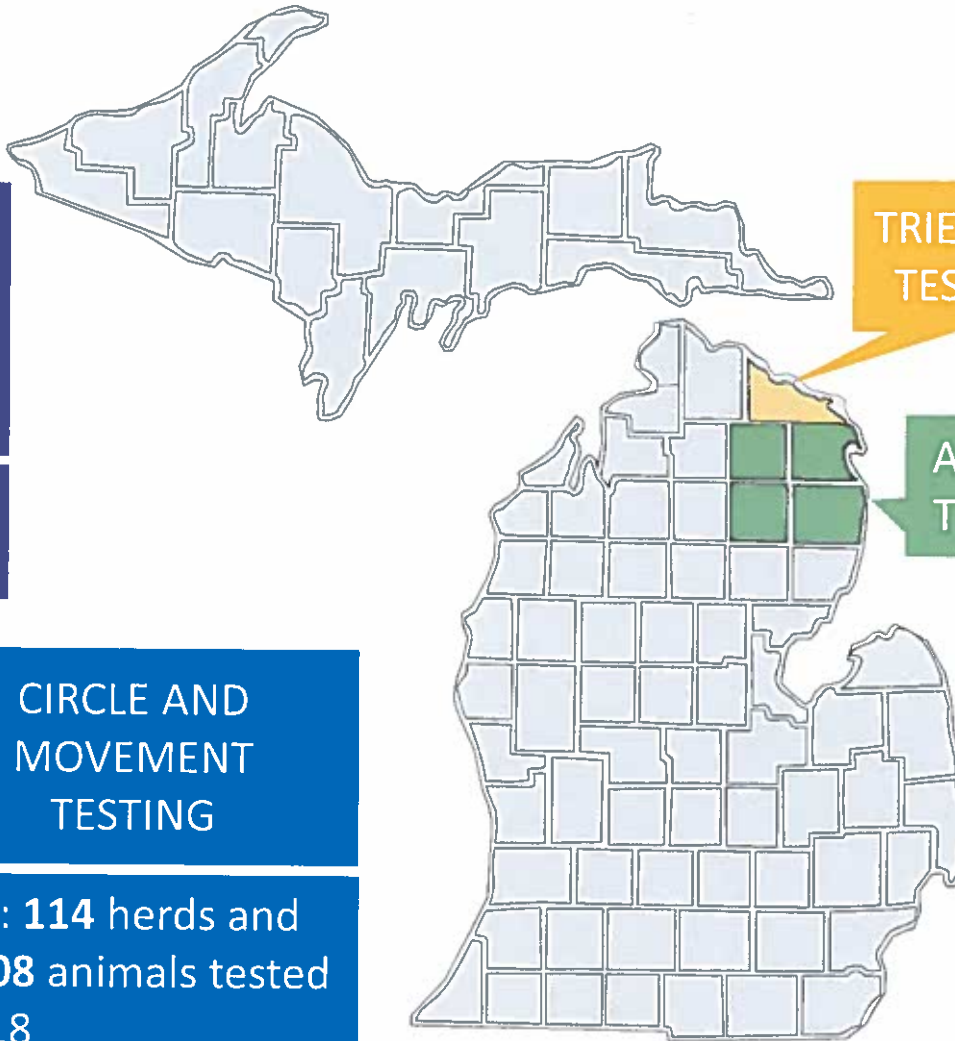 TRIE
TES
A
T
CIRCLE AND
MOVEMENT
TESTING
: 114 herds and
08 animals tested
8